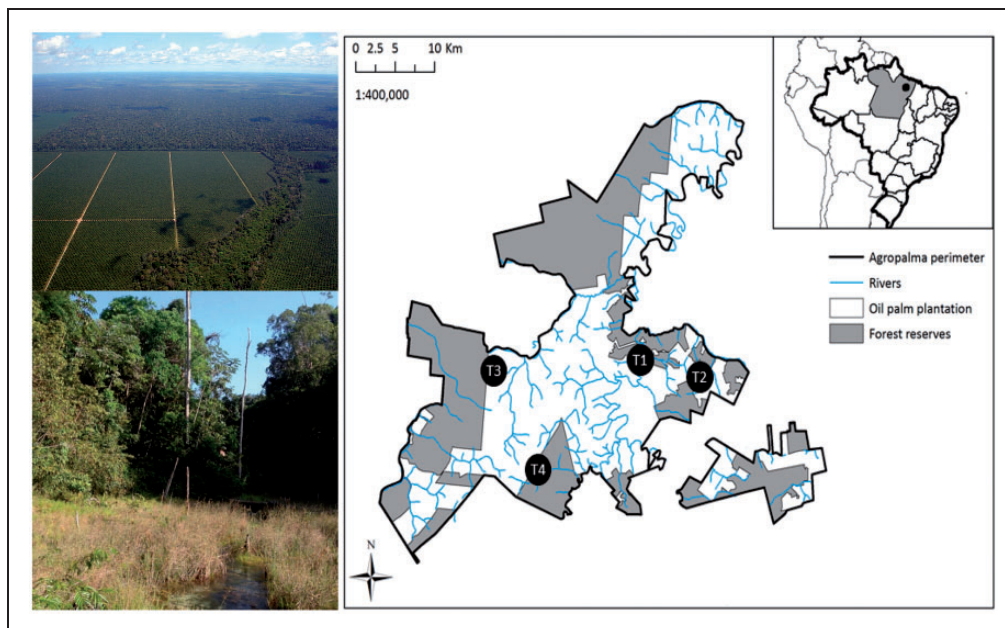 0 2.5 5 10 Km
1:400,000
Agropalma perimeter
Rivers
Oil palm plantation
Forest reserves
T1
T3
T2
T4
N